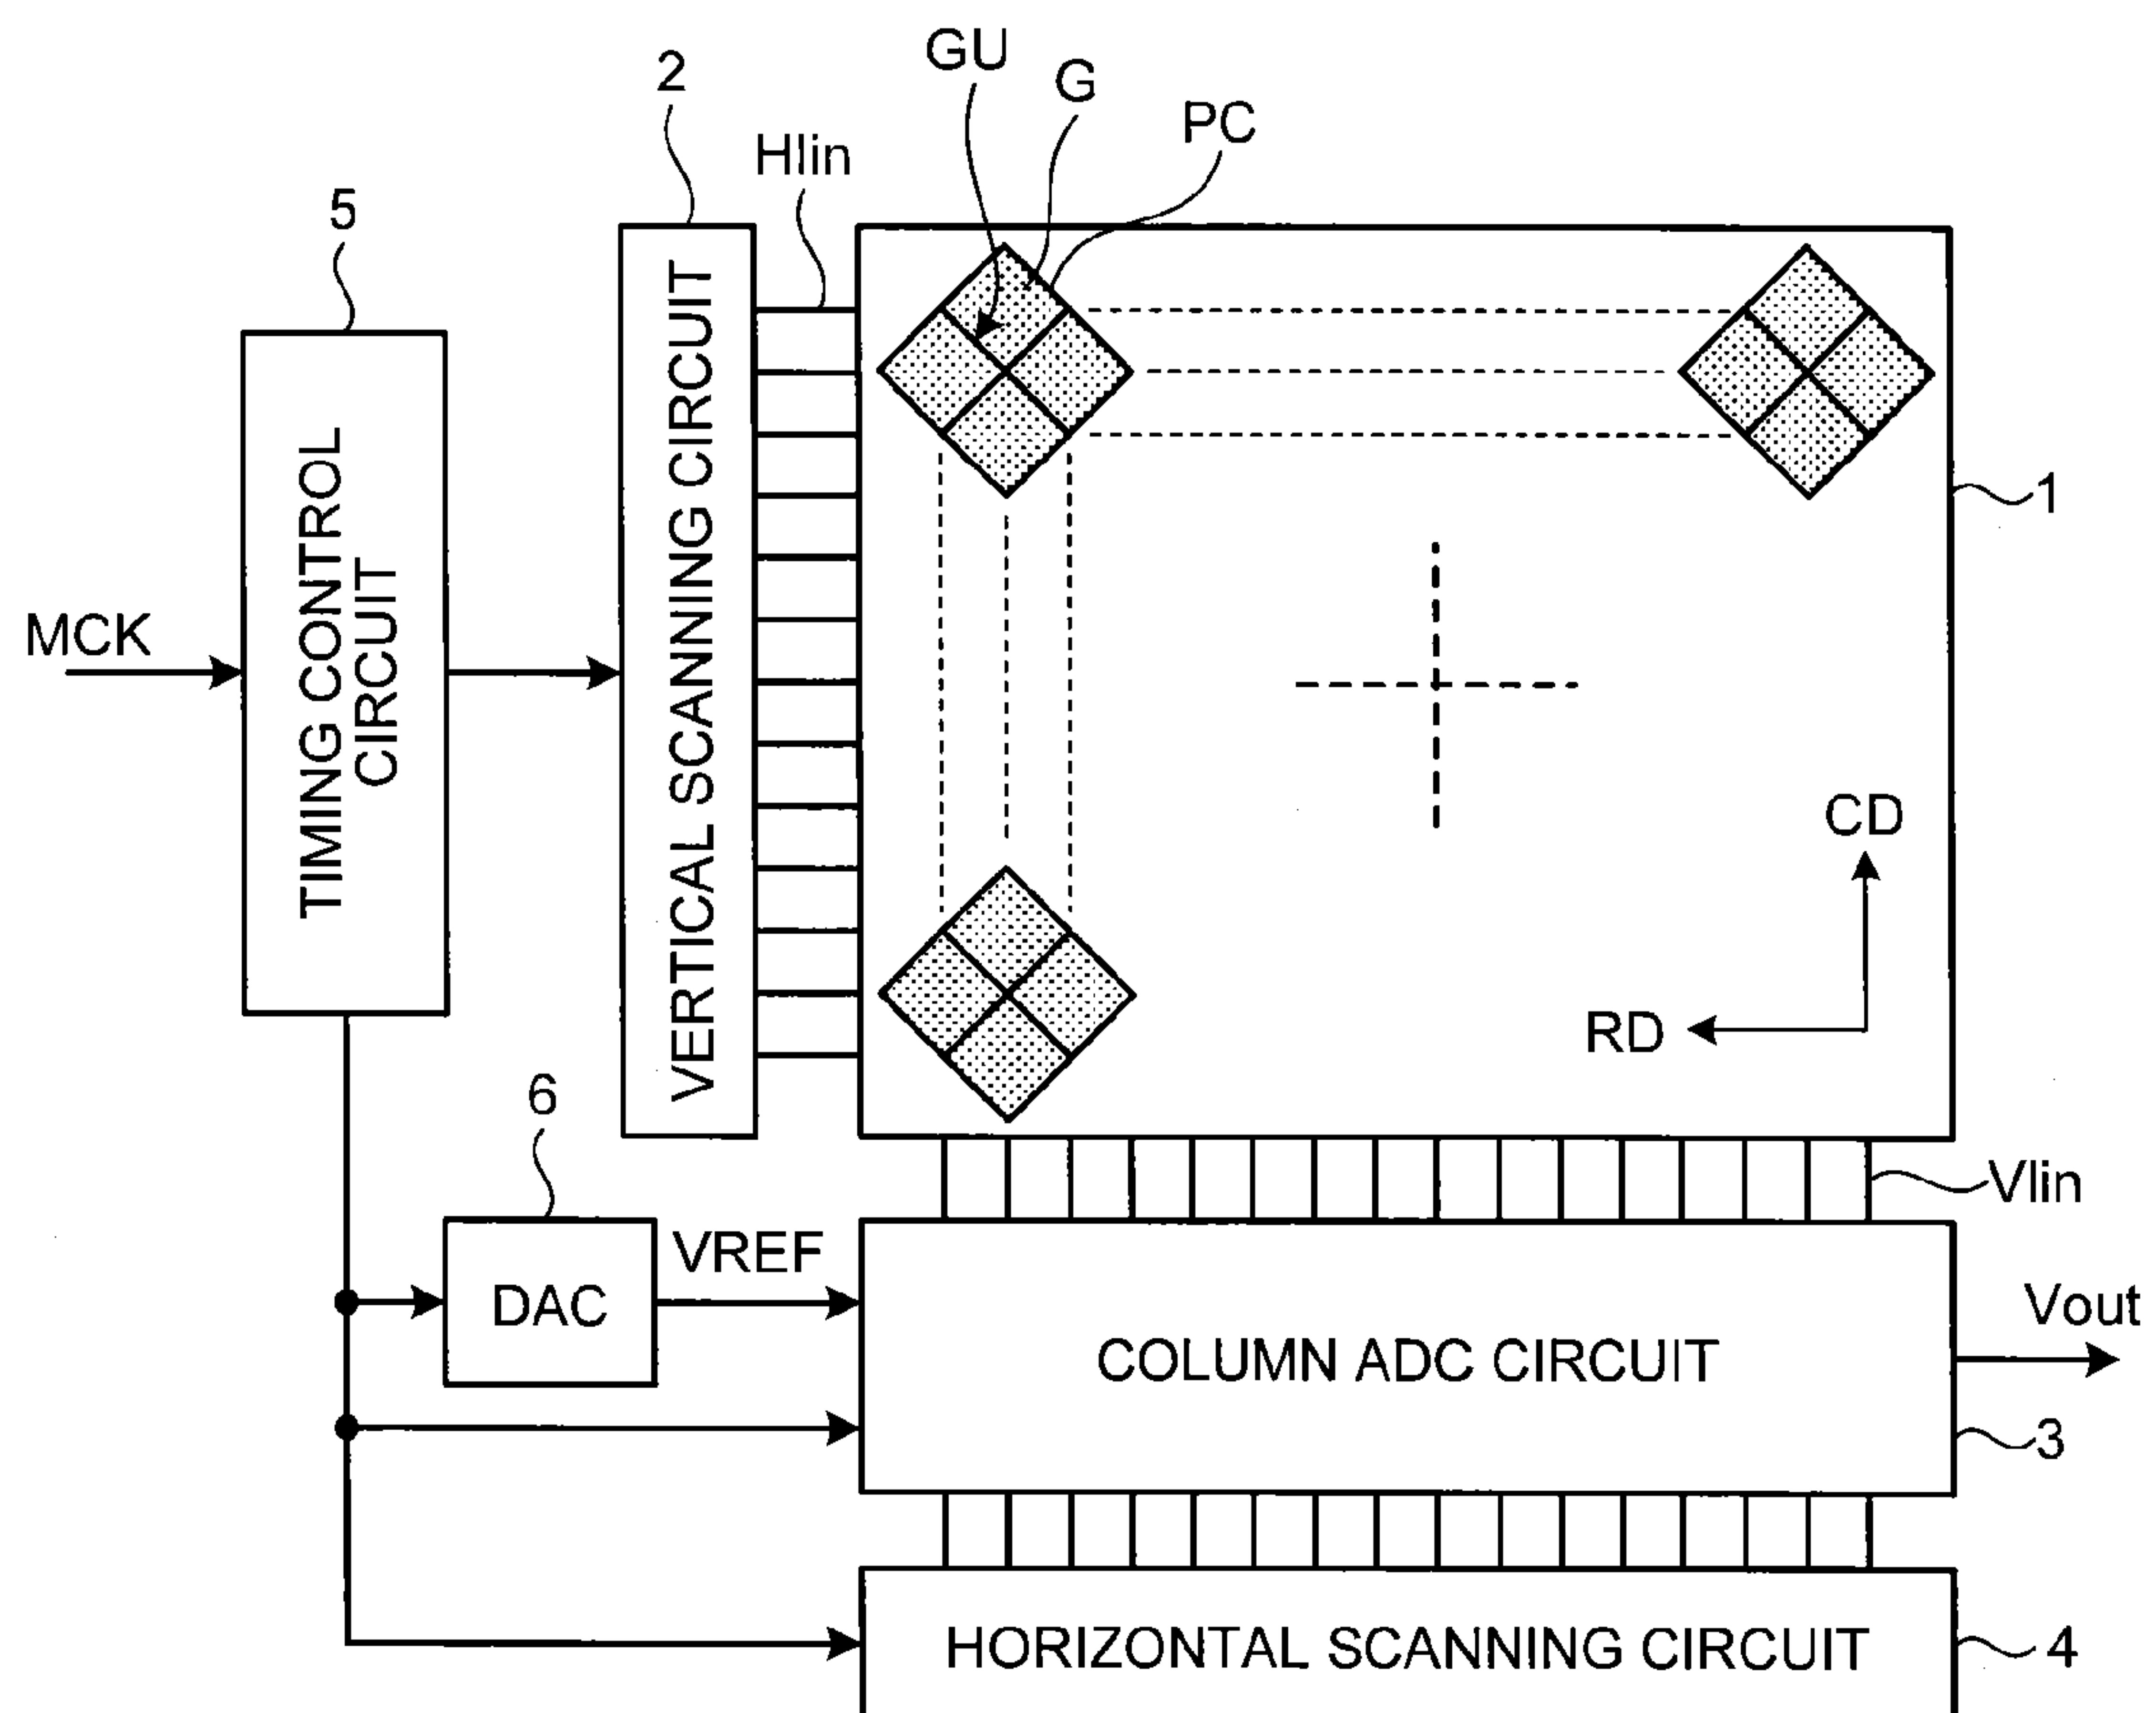 GU
G
PC
2
Hlin
5
MCK
TIMING CONTROL
CIRCUIT
VERTICAL SCANNING CIRCUIT
1
CD
RD
6
DAC
VREF
Vlin
COLUMN ADC CIRCUIT
Vout
3
HORIZONTAL SCANNING CIRCUIT
4